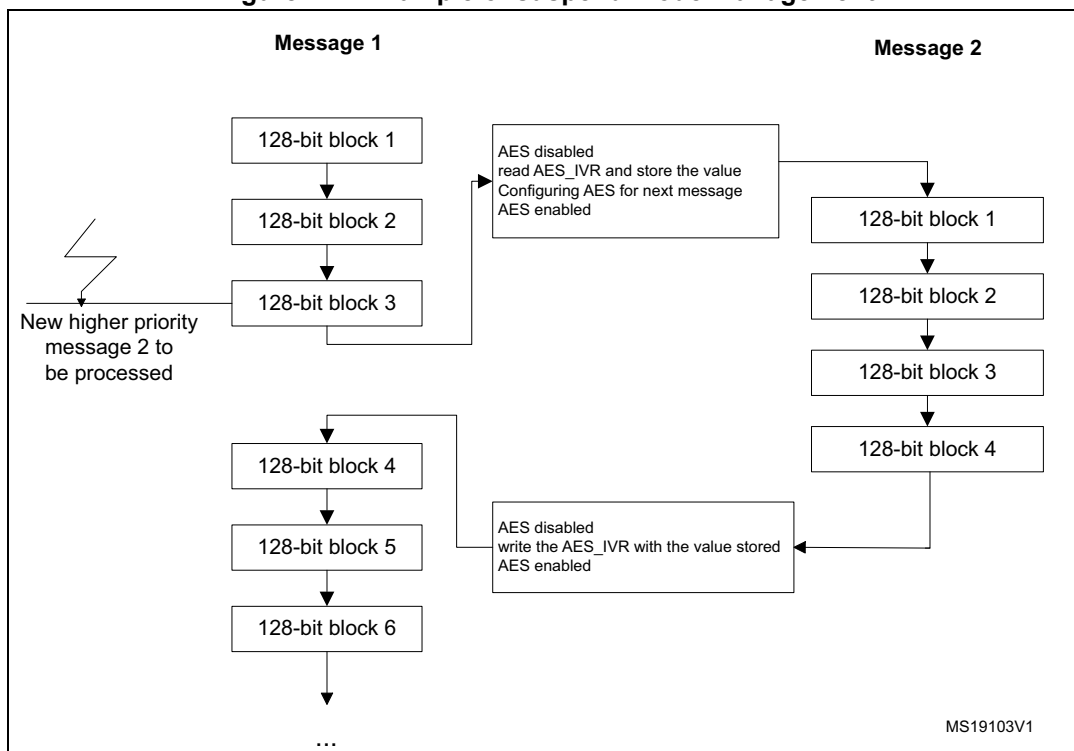 Message 1
Message 2
128-bit block 1
128-bit block 2
128-bit block 3
New higher priority
message 2 to
be processed
AES disabled
read AES_IVR and store the value
Configuring AES for next message
AES enabled
128-bit block 1
128-bit block 2
128-bit block 3
128-bit block 4
AES disabled
write the AES_IVR with the value stored
AES enabled
128-bit block 4
128-bit block 5
128-bit block 6
...
MS19103V1